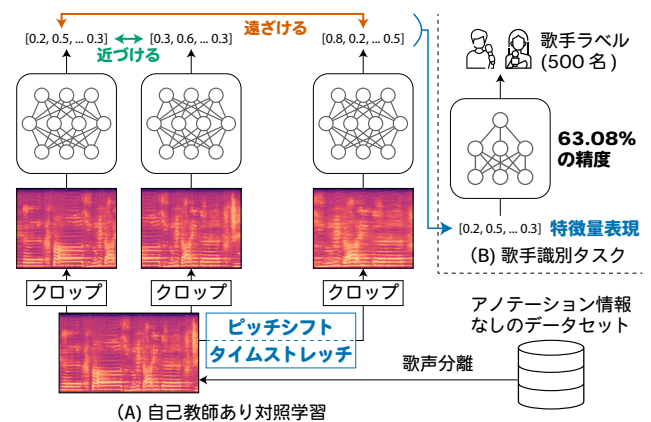 遠ざける
[0.2, 0.5, ... 0.3]
[0.3, 0.6, ... 0.3]
[0.8, 0.2, ... 0.5]
近づける
歌手ラベル
(500 名)
63.08%
の精度
[0.2, 0.5, ... 0.3] 特徴量表現
(B) 歌手識別タスク
クロップ
クロップ
クロップ
ピッチシフト
タイムストレッチ
アノテーション情報
なしのデータセット
歌声分離
(A) 自己教師あり対照学習